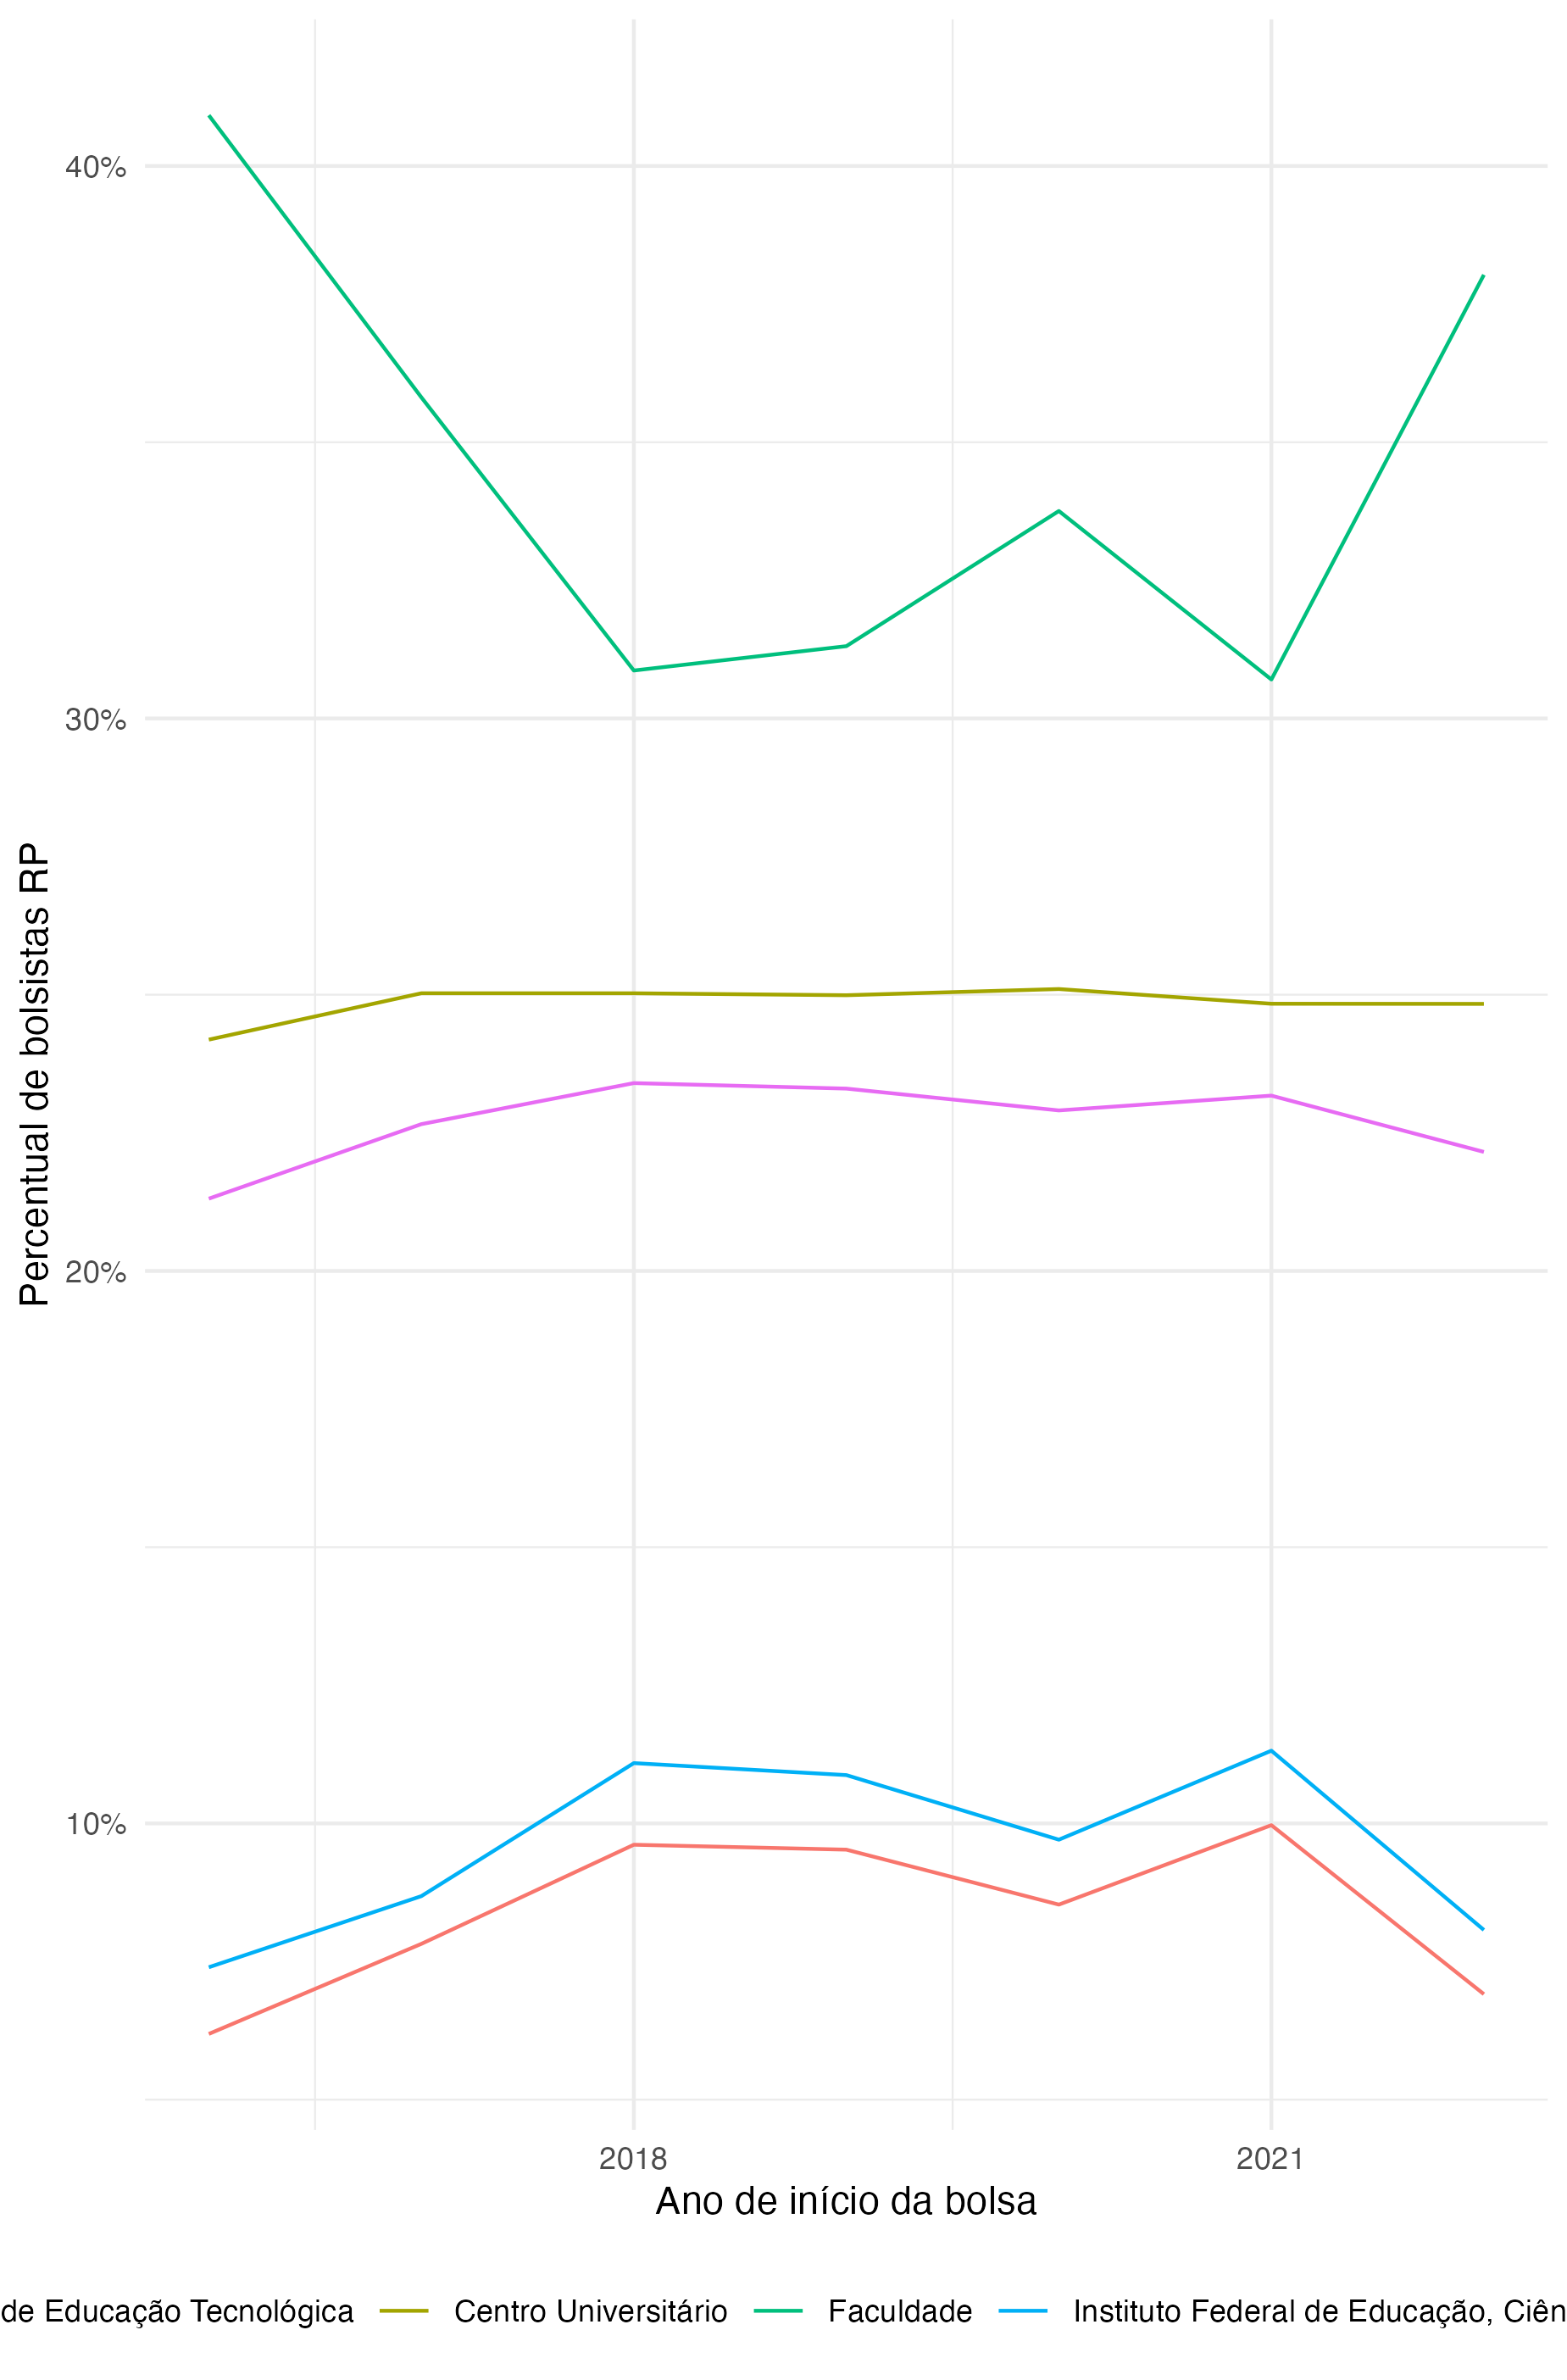 40%
30%
20%
10%
Percentual de bolsistas RP
2018
2021
Ano de início da bolsa
de Educação Tecnológica Centro Universitário Faculdade Instituto Federal de Educação, Ciên